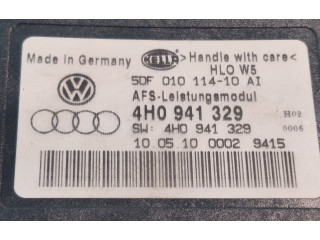 Made in Germany HELLA >Handle with care<
HLO W5
5DF 010 114-10 AI
AFS-Leistungsmodul
4H0 941 329 H02
SW: 4H0 941 329 0006
10 05 10 0002 9415